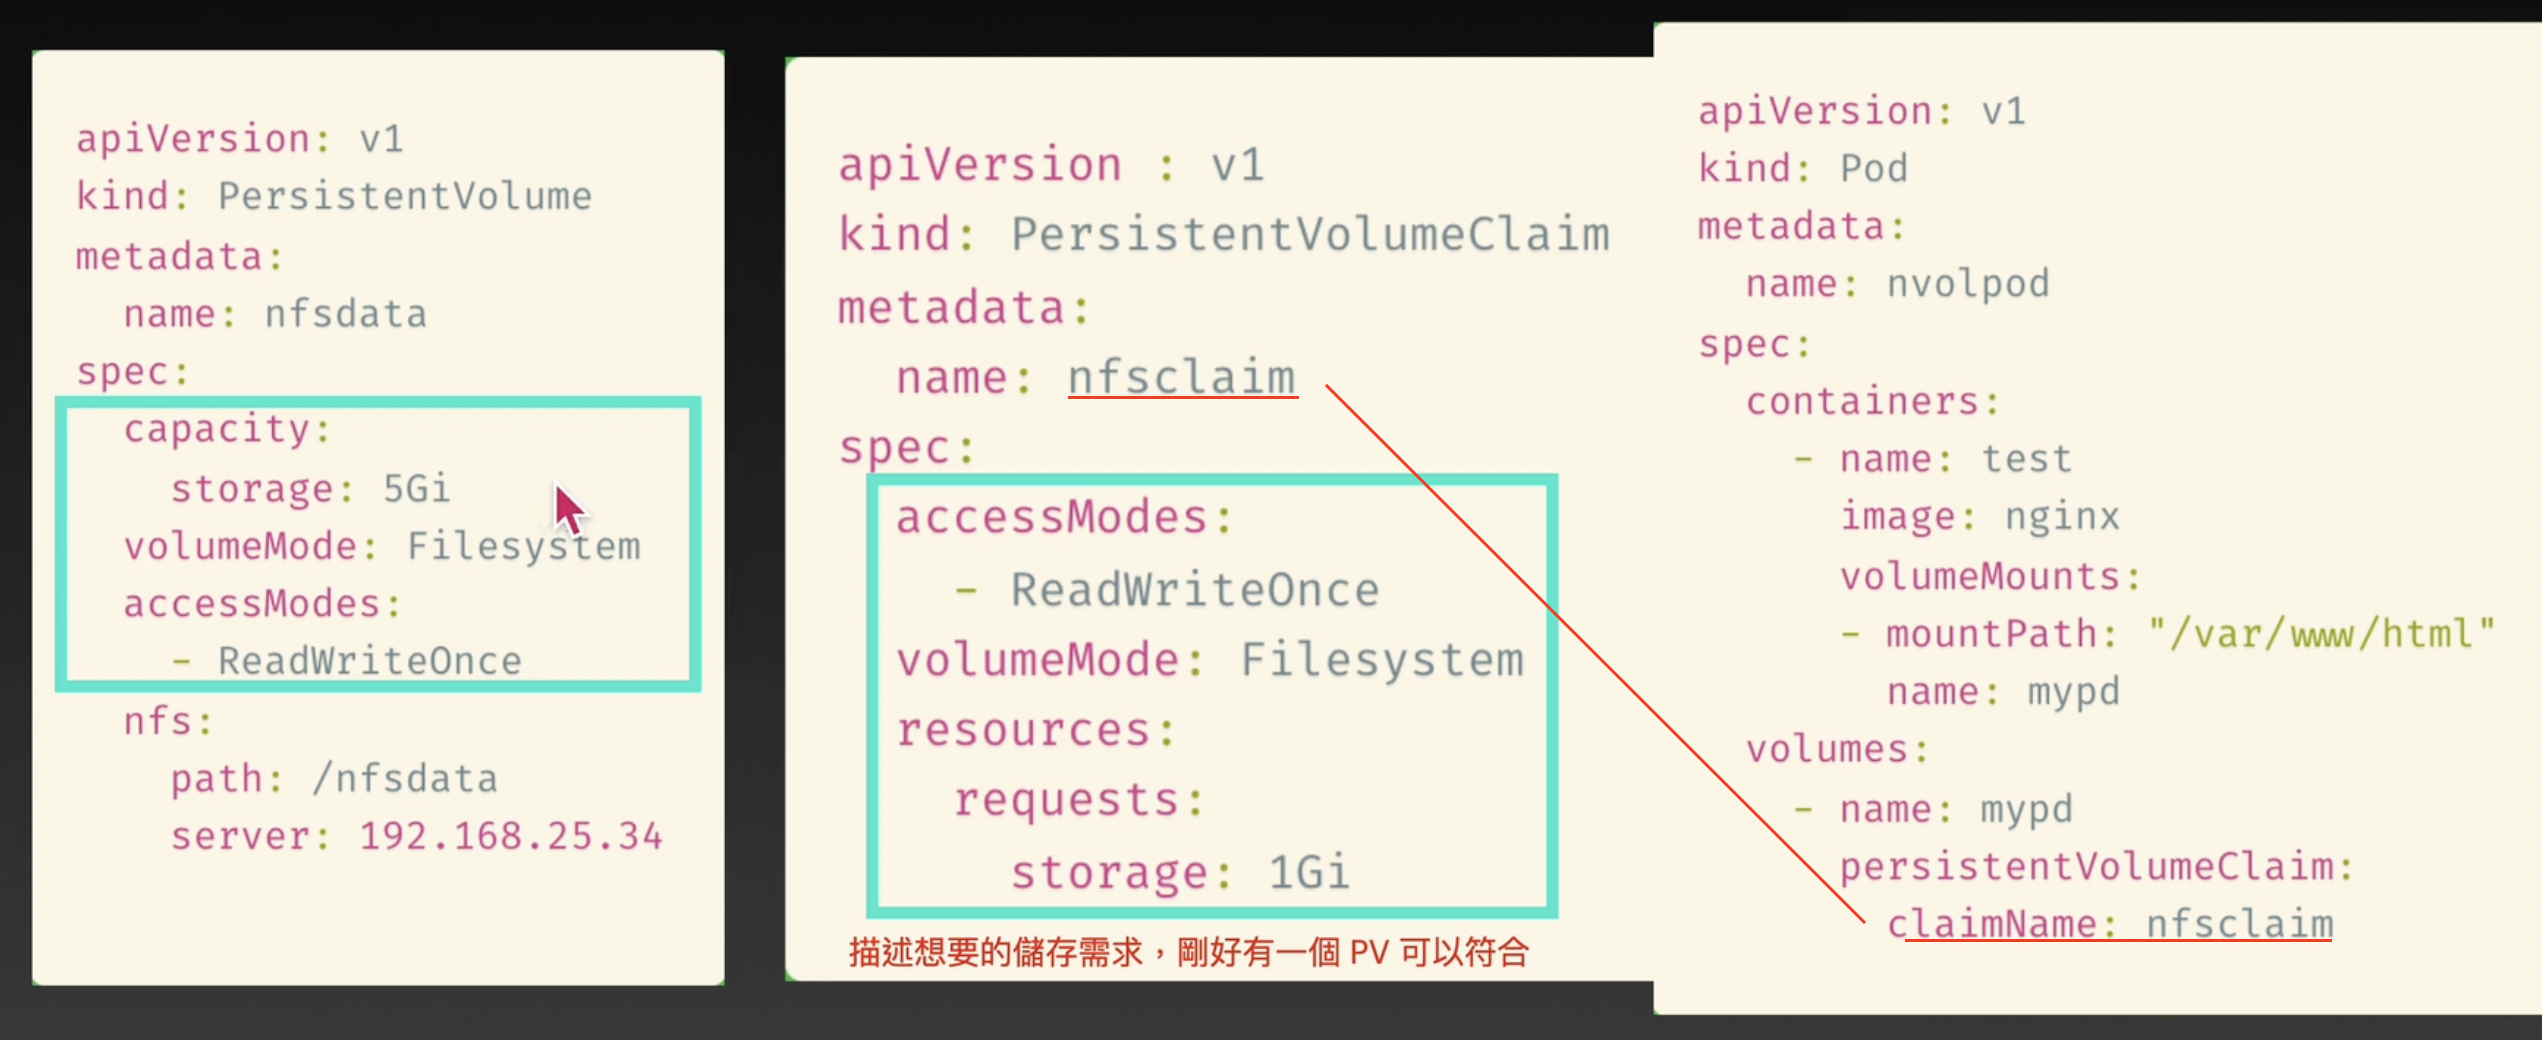 apiVersion: v1
kind: PersistentVolume
metadata:
  name: nfsdata
spec:
  capacity:
    storage: 5Gi
  volumeMode: Filesystem
  accessModes:
    - ReadWriteOnce
  nfs:
    path: /nfsdata
    server: 192.168.25.34
apiVersion : v1
kind: PersistentVolumeClaim
metadata:
  name: nfsclaim
spec:
  accessModes:
    - ReadWriteOnce
  volumeMode: Filesystem
  resources:
    requests:
      storage: 1Gi
描述想要的儲存需求，剛好有一個 PV 可以符合
apiVersion: v1
kind: Pod
metadata:
  name: nvolpod
spec:
  containers:
    - name: test
      image: nginx
      volumeMounts:
      - mountPath: "/var/www/html"
        name: mypd
  volumes:
    - name: mypd
      persistentVolumeClaim:
        claimName: nfsclaim